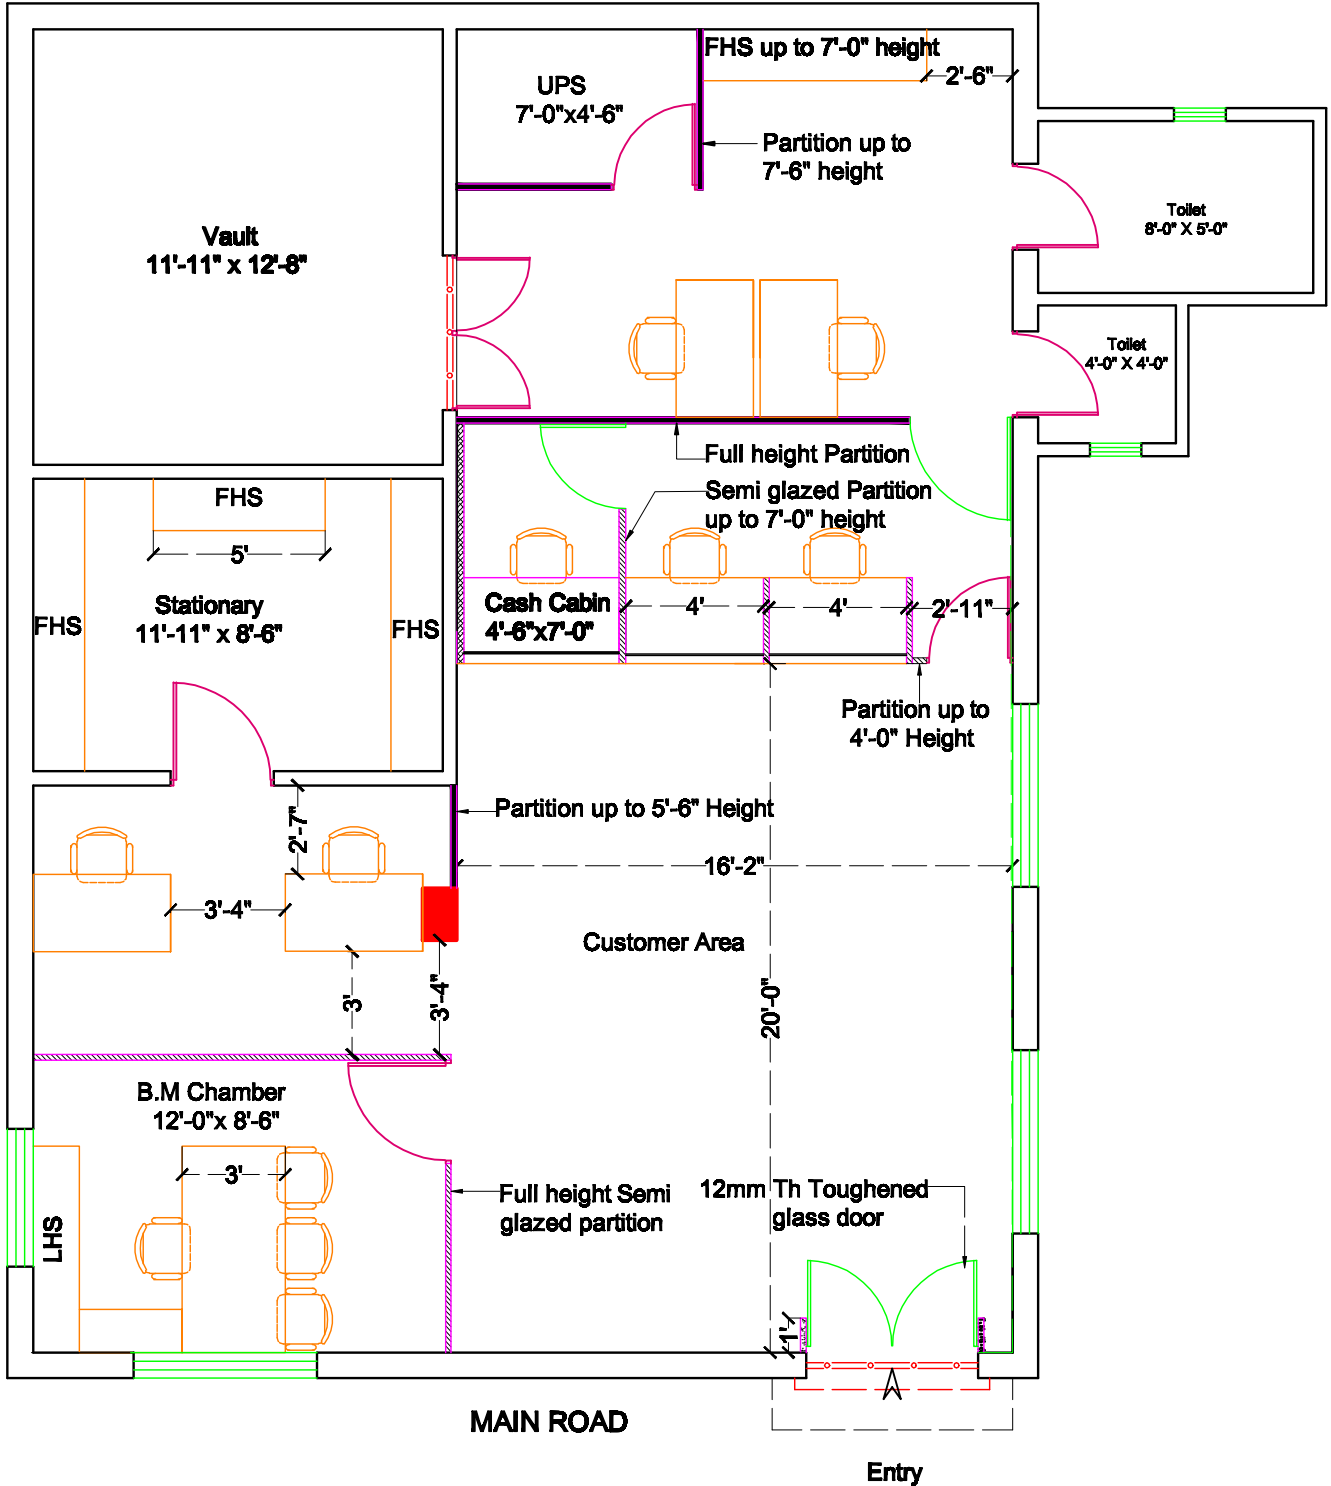 FHS up to 7'-0" height
2'-6"
UPS
7'-0"x4'-6"
Partition up to
7'-6" height
Toilet
8'-0" X 5'-0"
Vault
11'-11" x 12'-8"
Toilet
4'-0" X 4'-0"
Full height Partition
Semi glazed Partition
up to 7'-0" height
FHS
5'
Stationary
11'-11" x 8'-6"
FHS
FHS
Cash Cabin
4'-6"x7'-0"
4'
4'
2'-11"
Partition up to
4'-0" Height
Partition up to 5'-6" Height
2'-7"
16'-2"
3'-4"
Customer Area
3'
3'-4"
20'-0"
B.M Chamber
12'-0"x 8'-6"
3'
Full height Semi
glazed partition
12mm Th Toughened
glass door
LHS
1'
MAIN ROAD
Entry